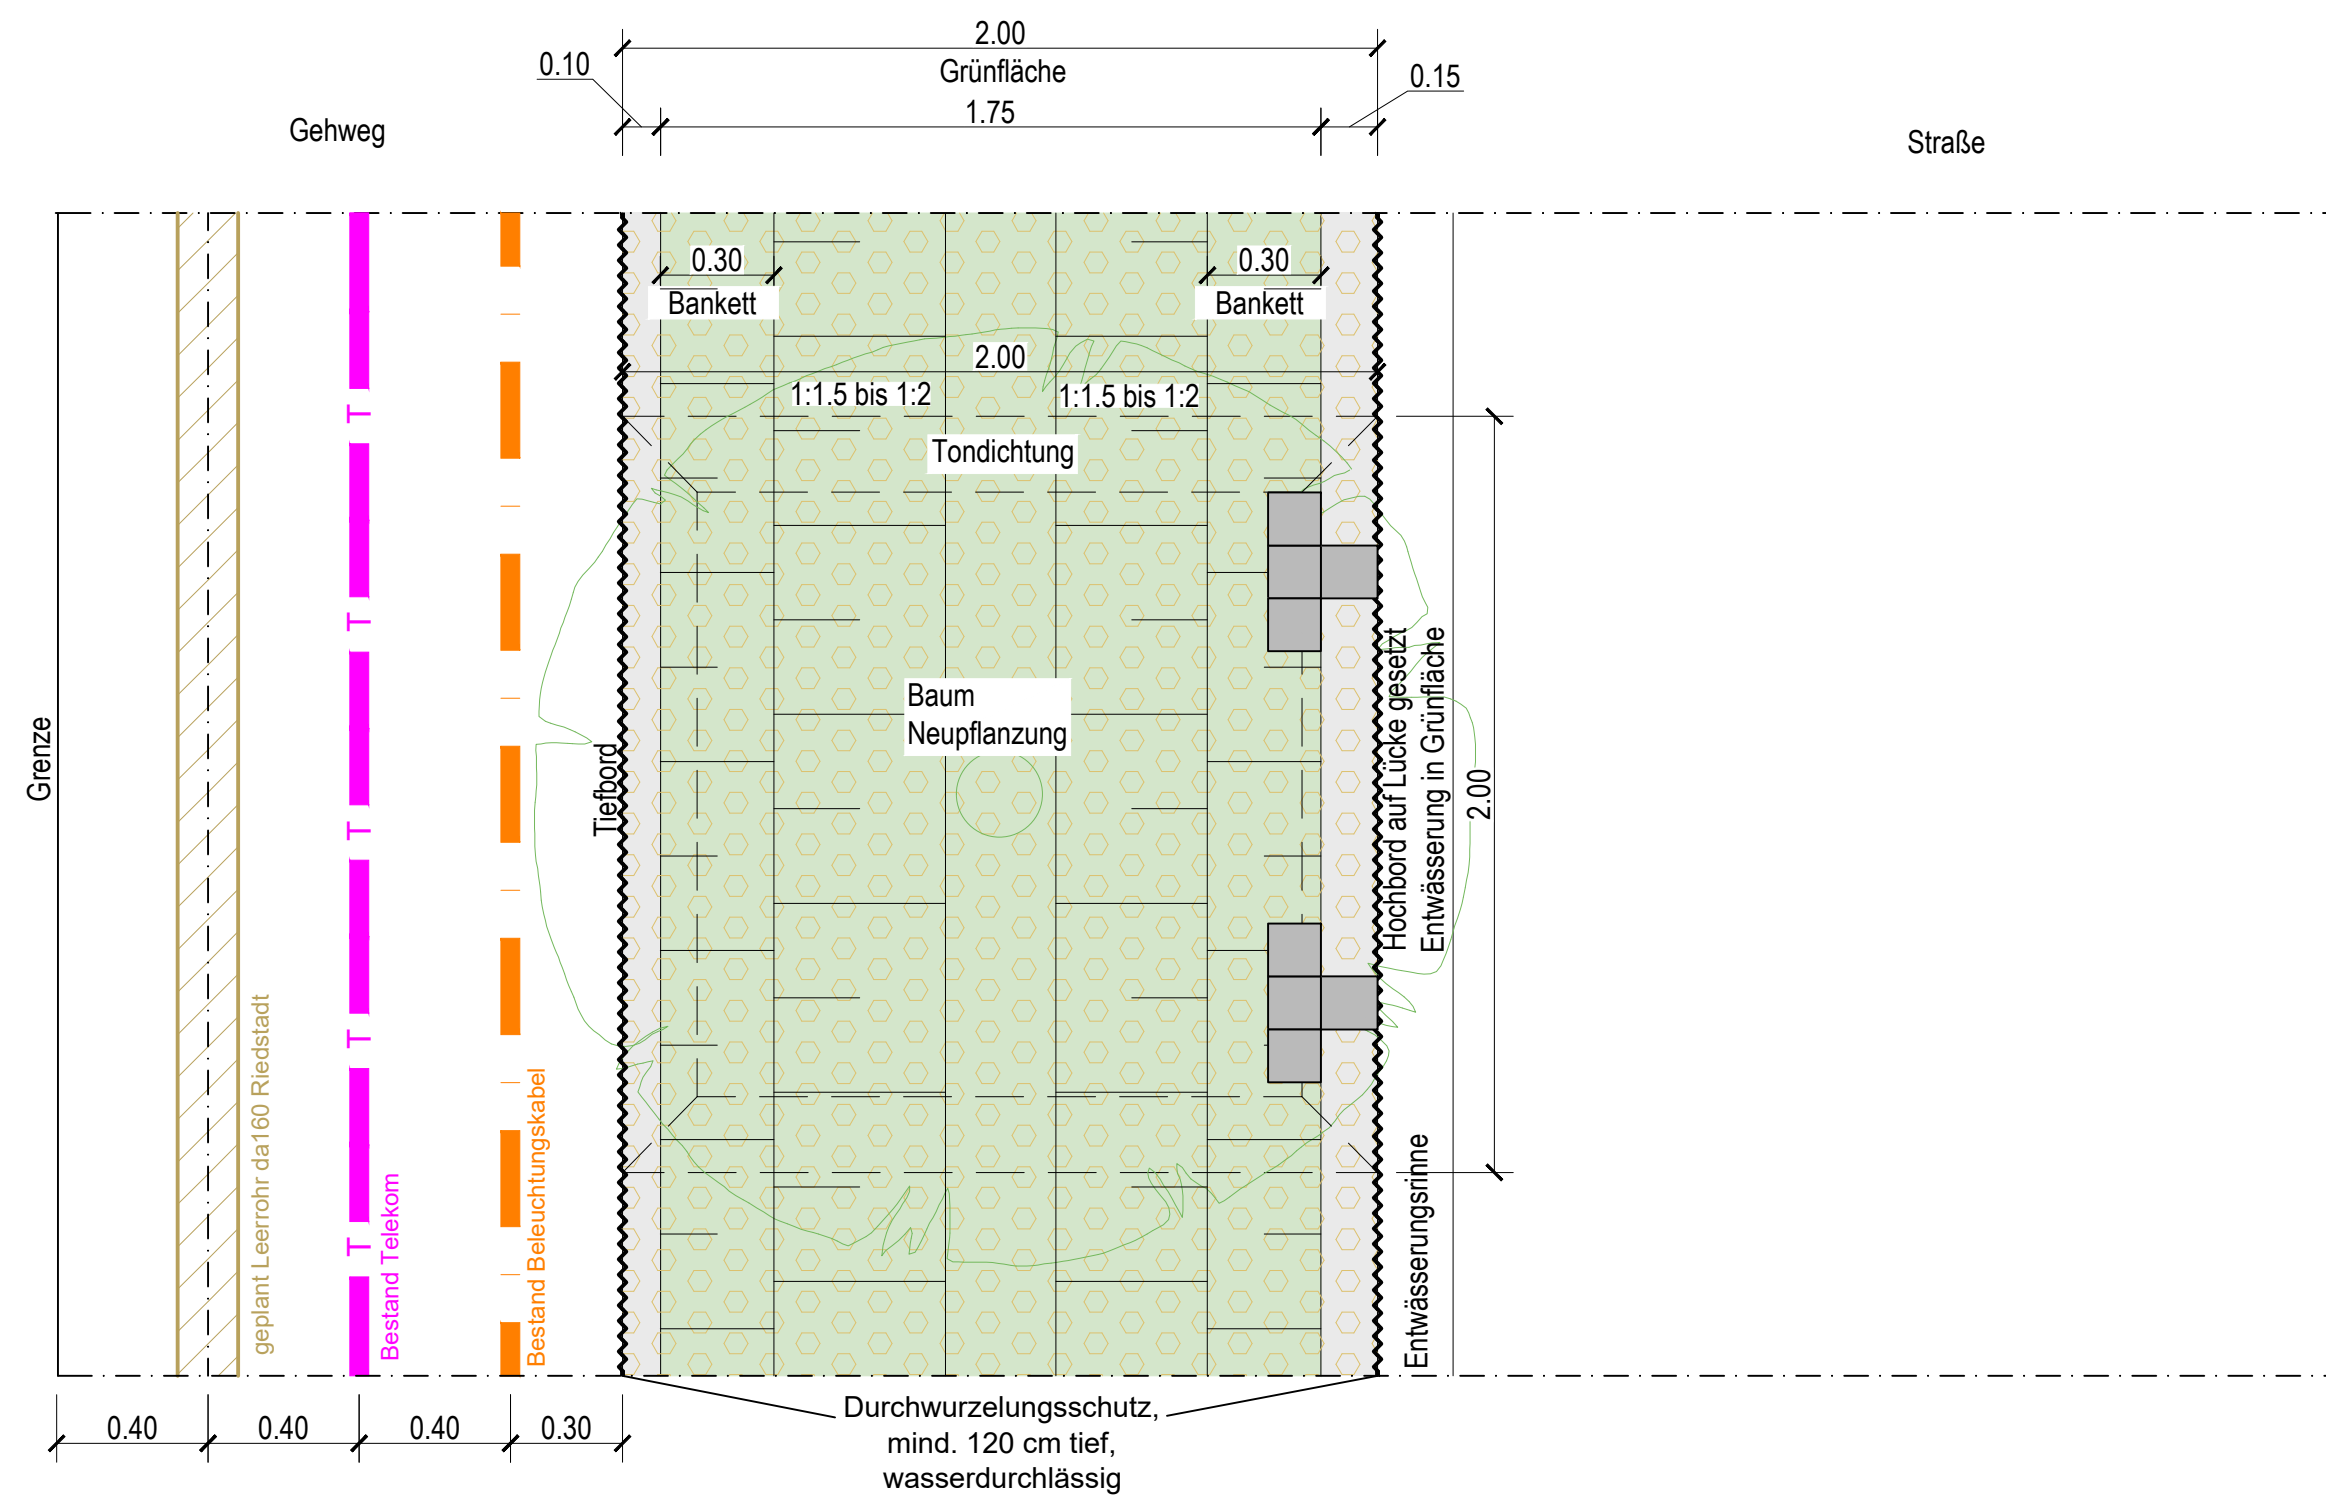 2.00
0.10
Grünfläche
0.15
1.75
Gehweg
Straße
0.30
0.30
Bankett
Bankett
2.00
1:1.5 bis 1:2
1:1.5 bis 1:2
T
Tondichtung
T
Baum
Neupflanzung
Grenze
Tiefbord
Hochbord auf Lücke gesetzt
Entwässerung in Grünfläche
2.00
T
T
T
geplant Leerrohr da160 Riedstadt
Bestand Telekom
Bestand Beleuchtungskabel
Entwässerungsrinne
0.40
0.40
0.40
0.30
Durchwurzelungsschutz,
mind. 120 cm tief,
wasserdurchlässig